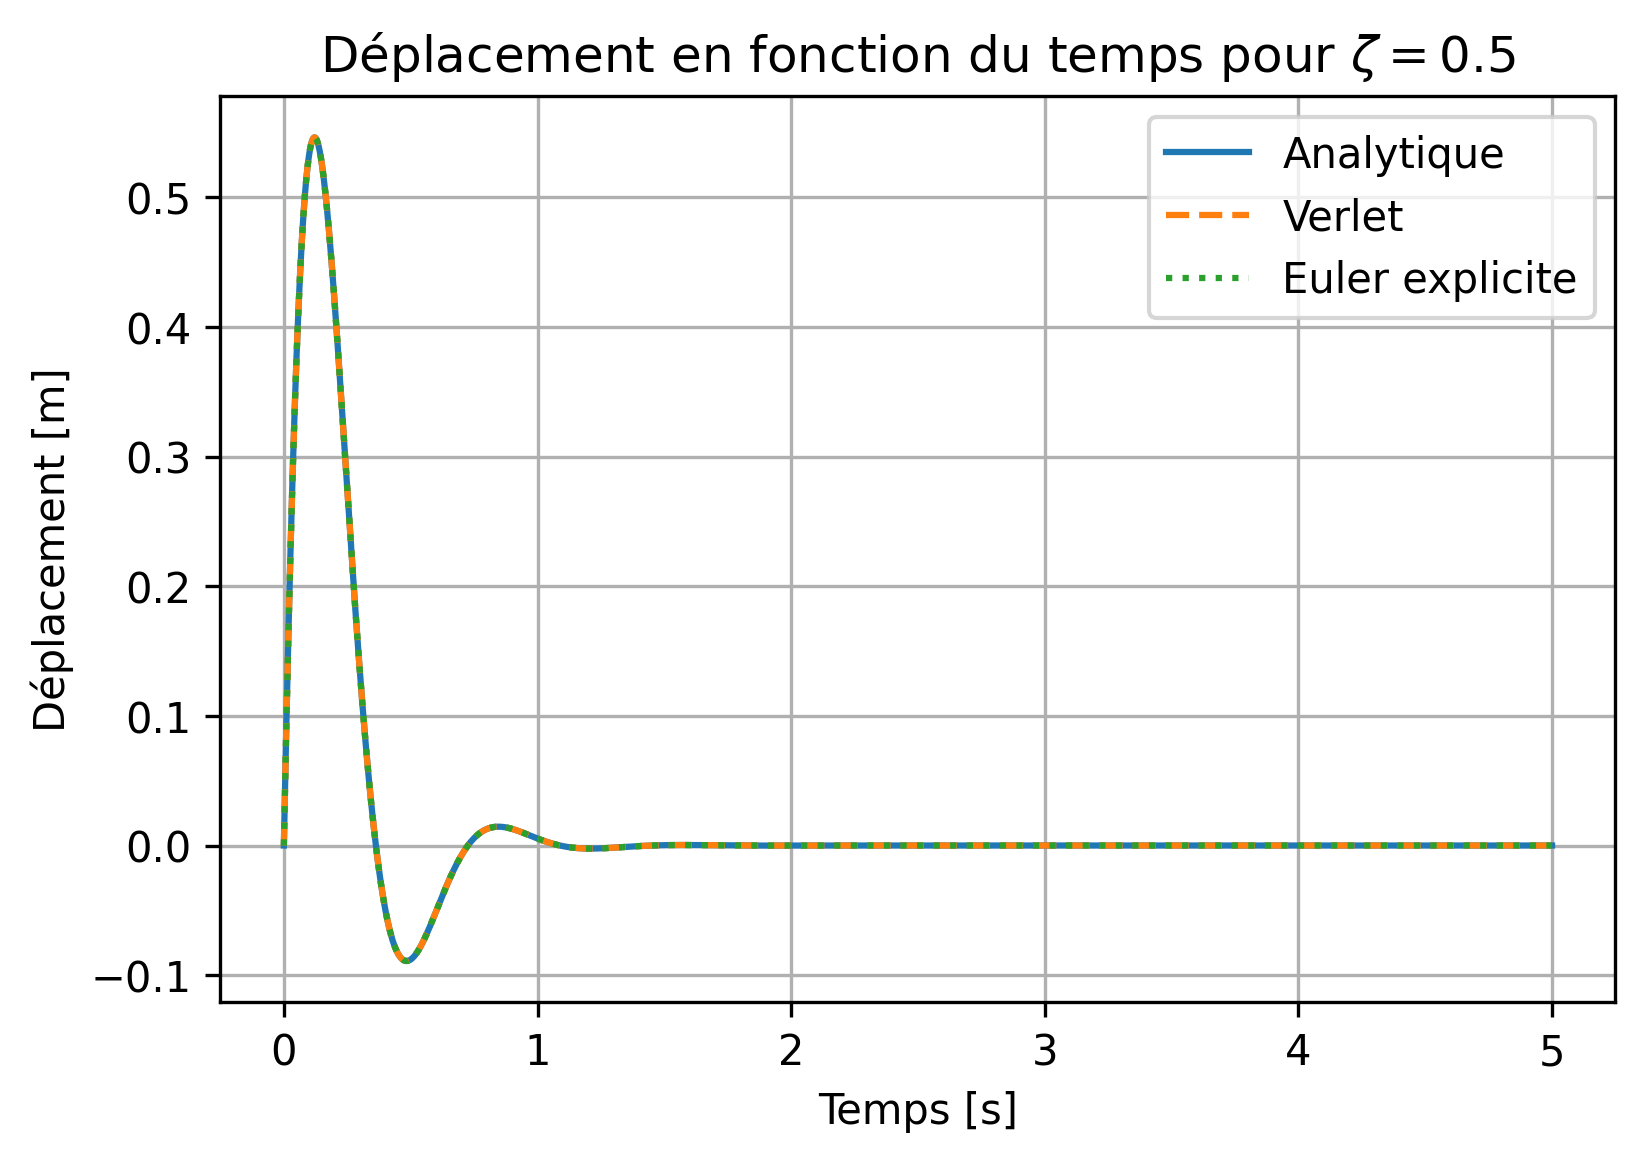 Déplacement en fonction du temps pour ζ = 0.5
Analytique
Verlet
Euler explicite
Déplacement [m]
0.5
0.4
0.3
0.2
0.1
0.0
−0.1
0 1 2 3 4 5
Temps [s]